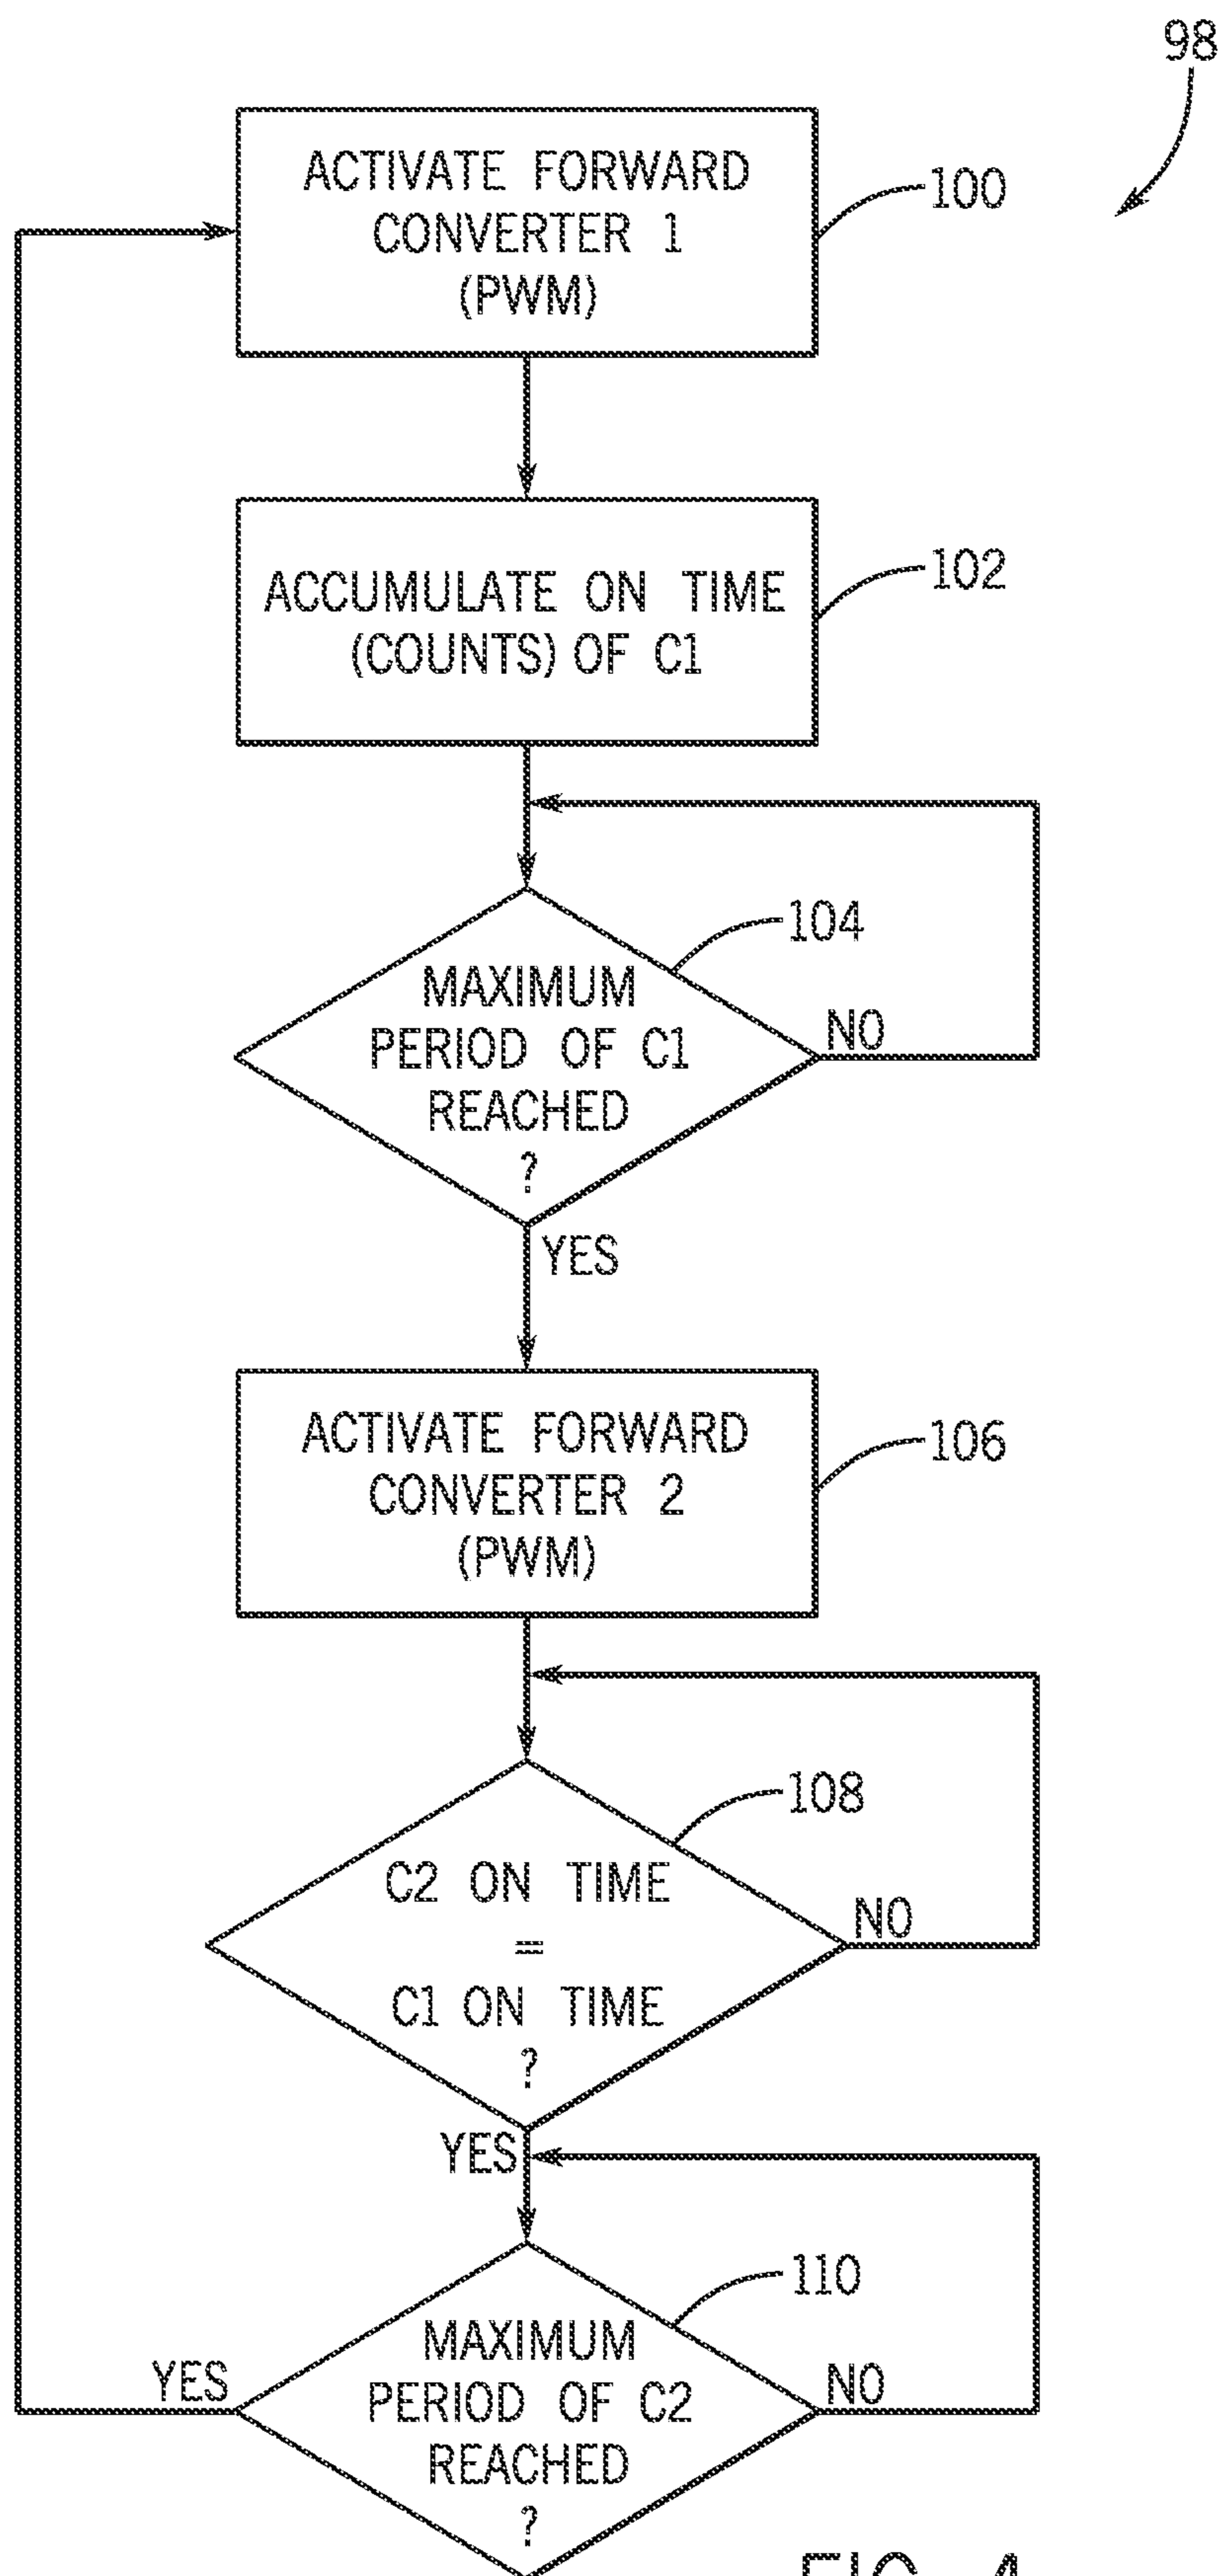 98
ACTIVATE FORWARD
CONVERTER 1
(PWM)
100
ACCUMULATE ON TIME
(COUNTS) OF C1
102
104
MAXIMUM
PERIOD OF C1
REACHED
?
NO
YES
ACTIVATE FORWARD
CONVERTER 2
(PWM)
106
108
C2 ON TIME
=
C1 ON TIME
?
NO
YES
110
MAXIMUM
PERIOD OF C2
REACHED
?
YES
NO
FIG. 4